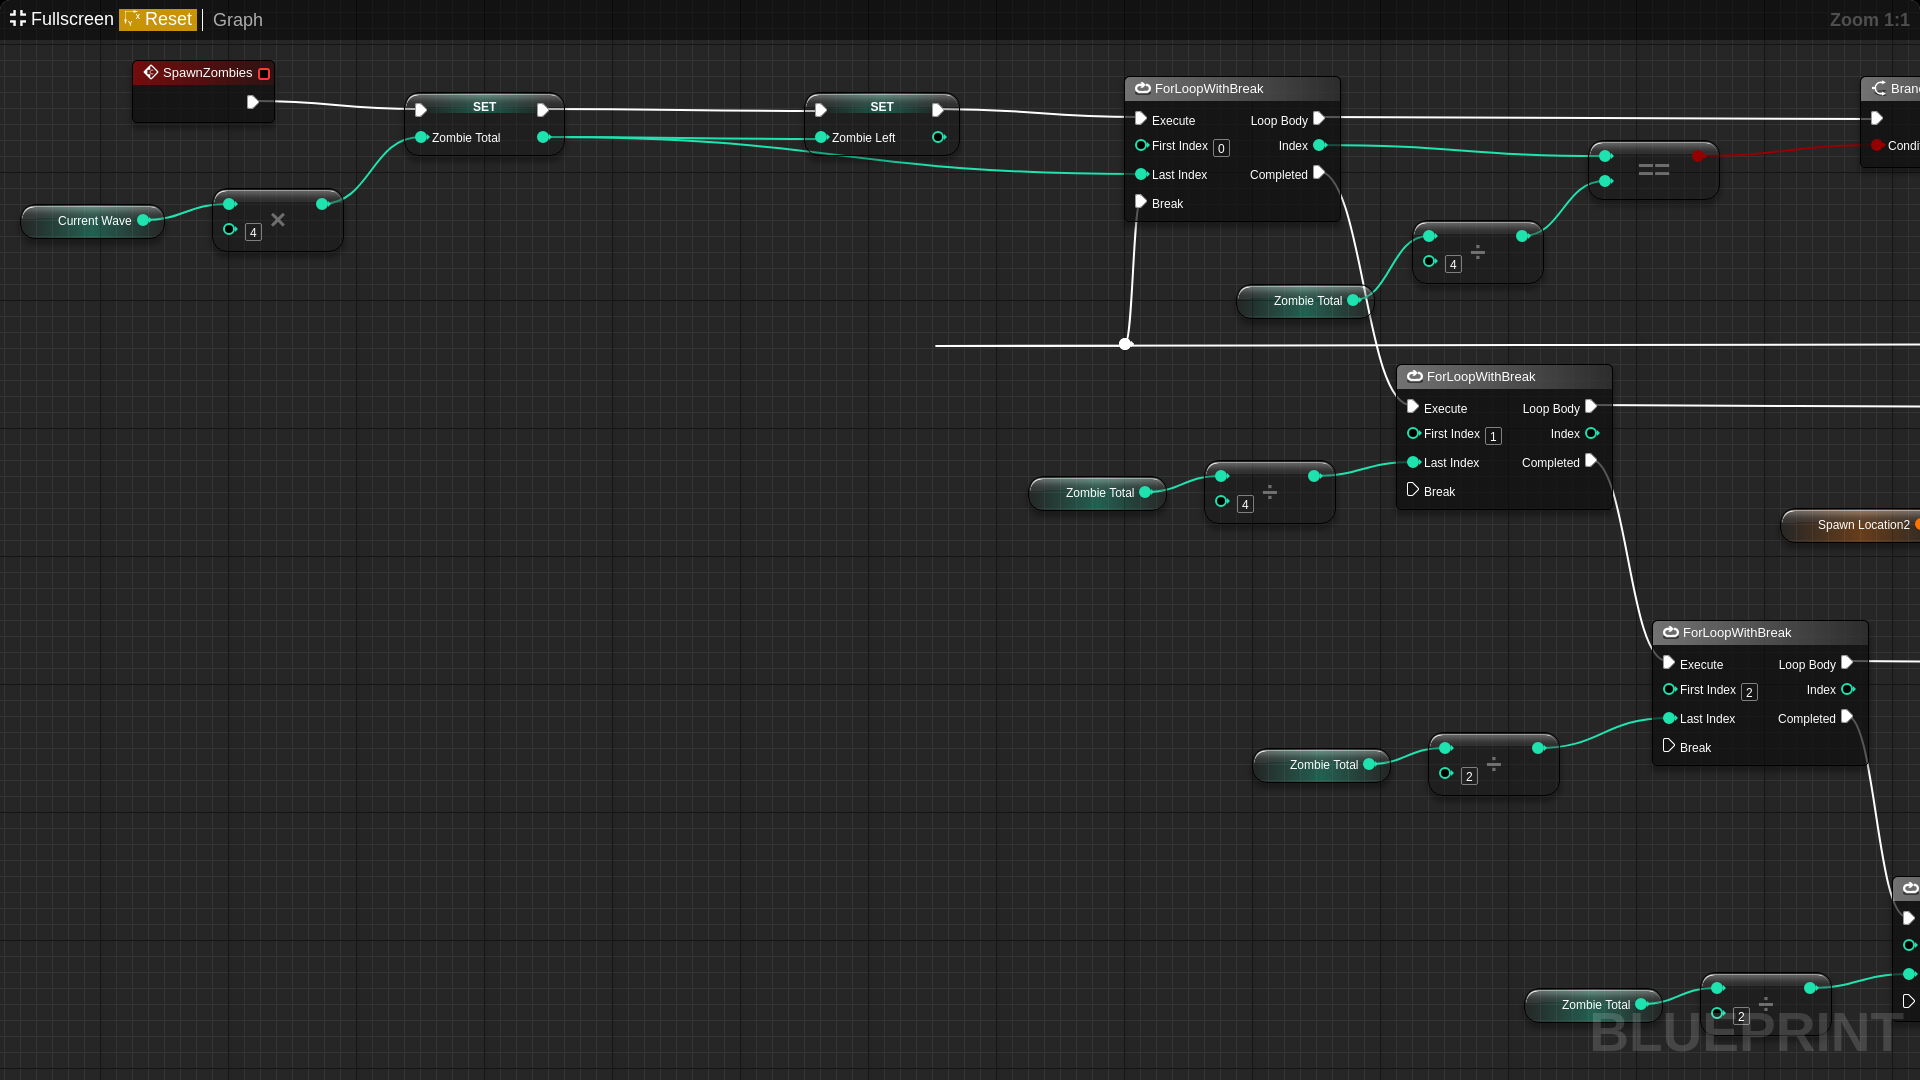 Fullscreen Reset Graph Zoom 1:1
SpawnZombies
SET
Zombie Total
SET
Zombie Left
Current Wave
4
ForLoopWithBreak
Execute Loop Body
First Index 0 Index
Last Index Completed
Break
==
Zombie Total
4 ÷
ForLoopWithBreak
Execute Loop Body
First Index 1 Index
Last Index Completed
Break
Zombie Total
4 ÷
Spawn Location2
ForLoopWithBreak
Execute Loop Body
First Index 2 Index
Last Index Completed
Break
Zombie Total
2 ÷
Zombie Total
2 ÷
BLUEPRINT